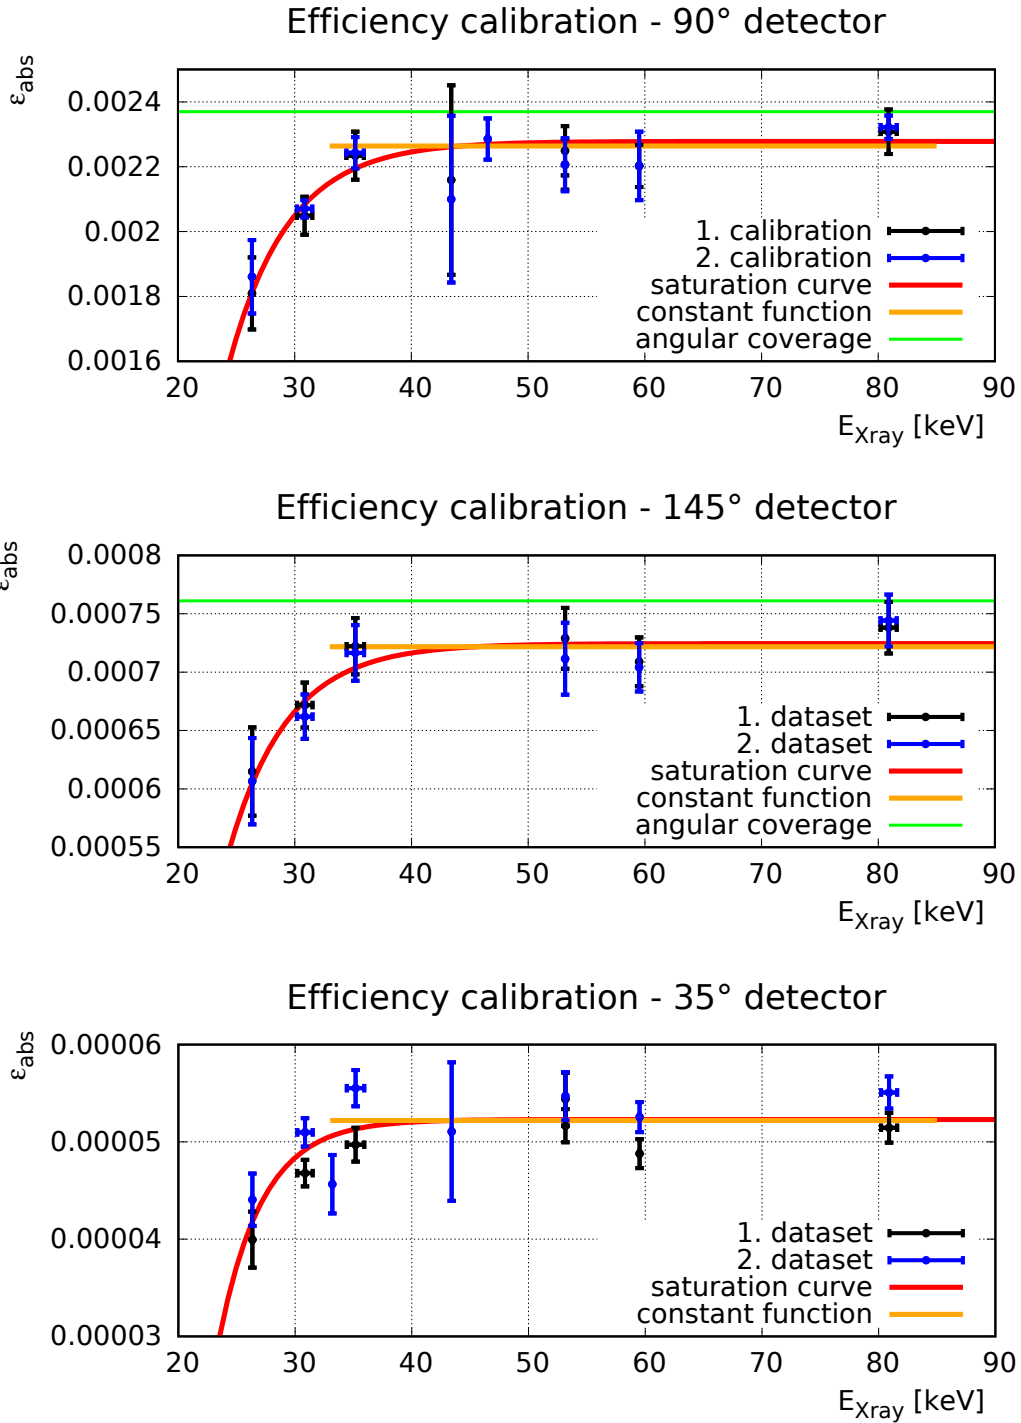 Efficiency calibration - 90° detector
εabs
0.0024
0.0022
0.002
0.0018
0.0016
1. calibration
2. calibration
saturation curve
constant function
angular coverage
20 30 40 50 60 70 80 90
EXray [keV]
Efficiency calibration - 145° detector
εabs
0.0008
0.00075
0.0007
0.00065
0.0006
0.00055
1. dataset
2. dataset
saturation curve
constant function
angular coverage
20 30 40 50 60 70 80 90
EXray [keV]
Efficiency calibration - 35° detector
εabs
0.00006
0.00005
0.00004
0.00003
1. dataset
2. dataset
saturation curve
constant function
20 30 40 50 60 70 80 90
EXray [keV]